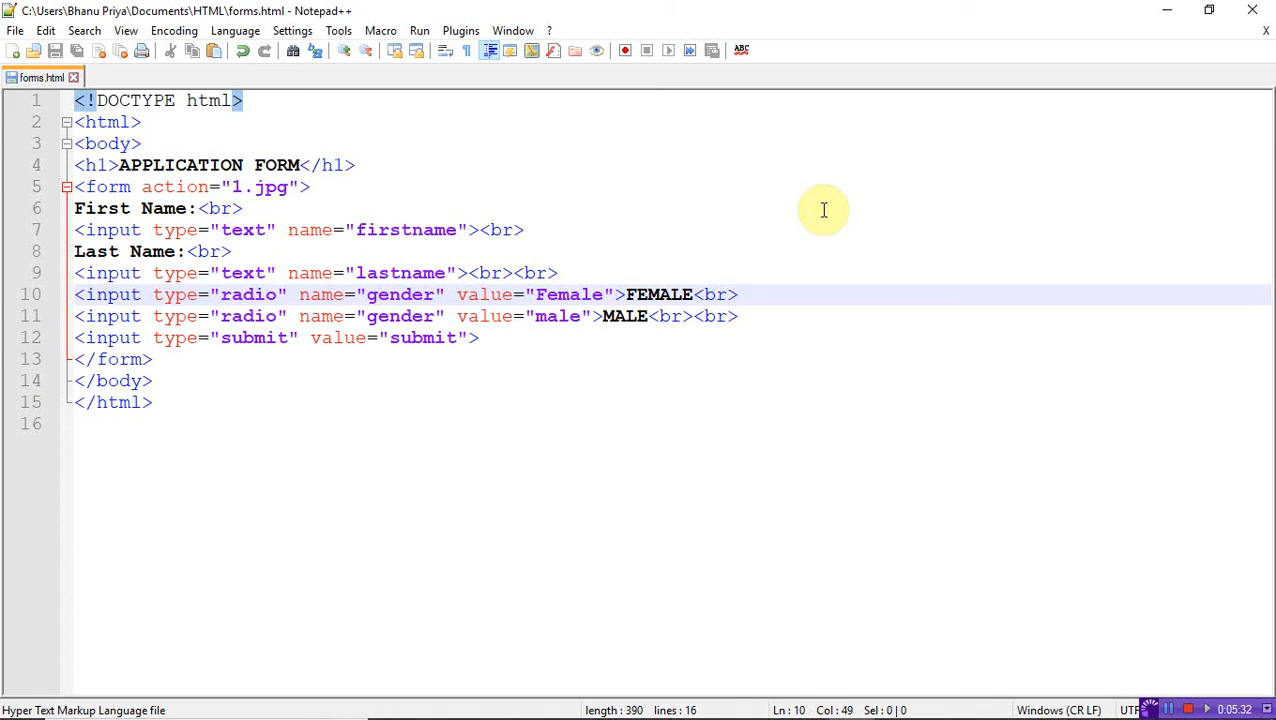 C:\Users\Bhanu Priya\Documents\HTML\forms.html - Notepad++
File Edit Search View Encoding Language Settings Tools Macro Run Plugins Window ? X
ABC
forms.html
1 <!DOCTYPE html>
2 <html>
3 <body>
4 <h1>APPLICATION FORM</h1>
5 <form action="1.jpg">
6 First Name:<br>
7 <input type="text" name="firstname"><br>
8 Last Name:<br>
9 <input type="text" name="lastname"><br><br>
10 <input type="radio" name="gender" value="Female">FEMALE<br>
11 <input type="radio" name="gender" value="male">MALE<br><br>
12 <input type="submit" value="submit">
13 </form>
14 </body>
15 </html>
16
Hyper Text Markup Language file length : 390 lines : 16 Ln : 10 Col : 49 Sel : 0 | 0 Windows (CR LF) UTF 0:05:32